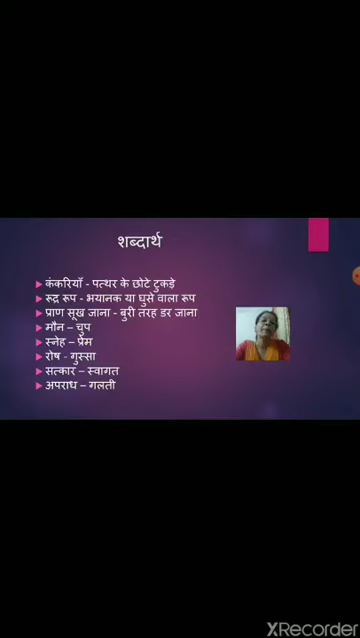 शब्दार्थ
कंकरियाँ - पत्थर के छोटे टुकड़े
रुद्र रूप - भयानक या घुसे वाला रूप
प्राण सूख जाना - बुरी तरह डर जाना
मौन – चुप
स्नेह – प्रेम
रोष - गुस्सा
सत्कार – स्वागत
अपराध – गलती
XRecorder